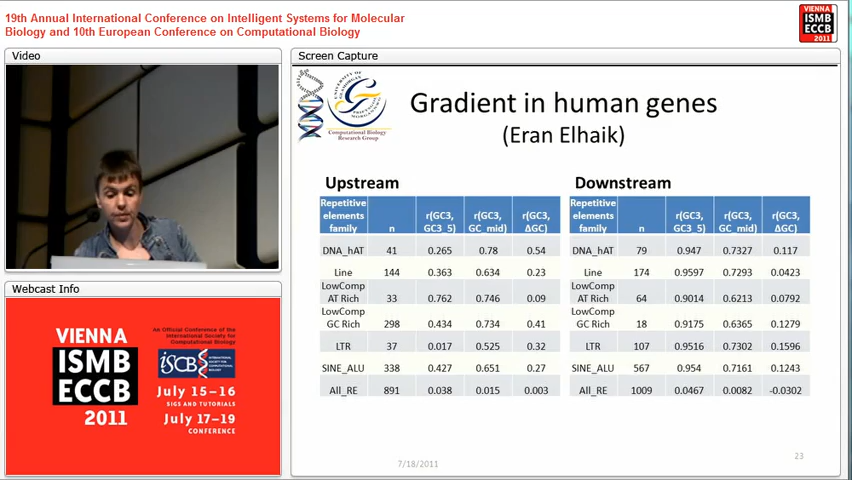 19th Annual International Conference on Intelligent Systems for Molecular
Biology and 10th European Conference on Computational Biology
VIENNA
ISMB
ECCB
2011
Video
Screen Capture
UNIVERSITY OF GLAMORGAN
PRIFYSGOL MORGANNWG
Computational Biology
Research Group
Gradient in human genes
(Eran Elhaik)
Upstream
Repetitive elements family n r(GC3, GC3_5) r(GC3, GC_mid) r(GC3, ΔGC)
DNA_hAT 41 0.265 0.78 0.54
Line 144 0.363 0.634 0.23
LowComp AT Rich 33 0.762 0.746 0.09
LowComp GC Rich 298 0.434 0.734 0.41
LTR 37 0.017 0.525 0.32
SINE_ALU 338 0.427 0.651 0.27
All_RE 891 0.038 0.015 0.003
Downstream
Repetitive elements family n r(GC3, GC3_5) r(GC3, GC_mid) r(GC3, ΔGC)
DNA_hAT 79 0.947 0.7327 0.117
Line 174 0.9597 0.7293 0.0423
LowComp AT Rich 64 0.9014 0.6213 0.0792
LowComp GC Rich 18 0.9175 0.6365 0.1279
LTR 107 0.9516 0.7302 0.1596
SINE_ALU 567 0.954 0.7161 0.1243
All_RE 1009 0.0467 0.0082 -0.0302
7/18/2011
23
Webcast Info
VIENNA
ISMB
ECCB
2011
An Official Conference of the
International Society for
Computational Biology
ISCB
INTERNATIONAL
SOCIETY FOR
COMPUTATIONAL
BIOLOGY
July 15–16
SIGS AND TUTORIALS
July 17–19
CONFERENCE